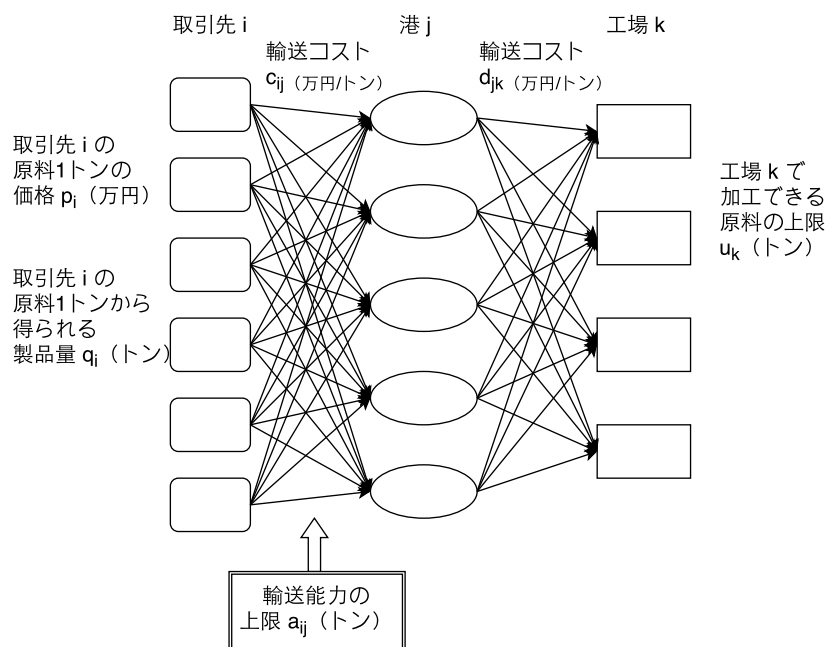 取引先 i
港 j
工場 k
輸送コスト
cij（万円/トン）
輸送コスト
djk（万円/トン）
取引先 i の
原料1トンの
価格 pi（万円）
取引先 i の
原料1トンから
得られる
製品量 qi（トン）
工場 k で
加工できる
原料の上限
uk（トン）
輸送能力の
上限 aij（トン）